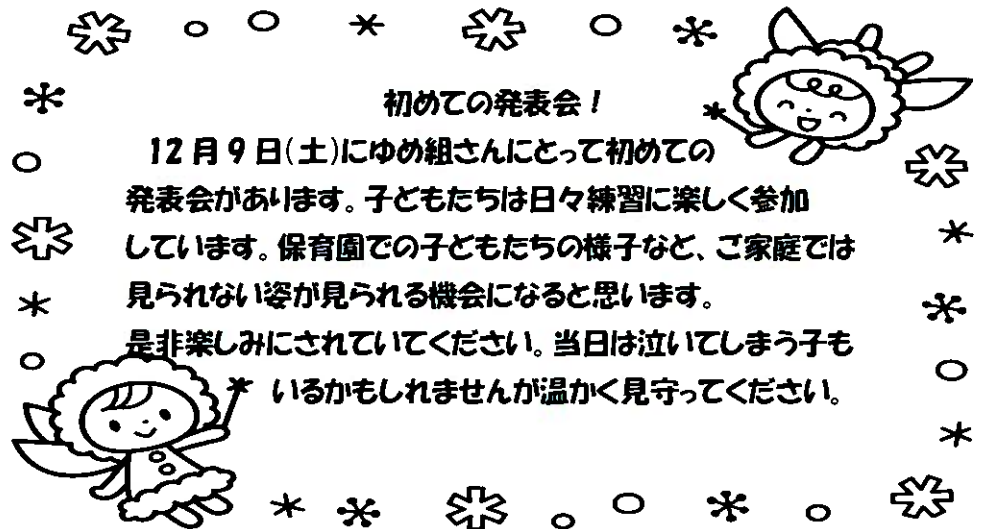 初めての発表会！
12月9日(土)にゆめ組さんにとって初めての
発表会があります。子どもたちは日々練習に楽しく参加
しています。保育園での子どもたちの様子など、ご家庭では
見られない姿が見られる機会になると思います。
是非楽しみにされていてください。当日は泣いてしまう子も
いるかもしれませんが温かく見守ってください。